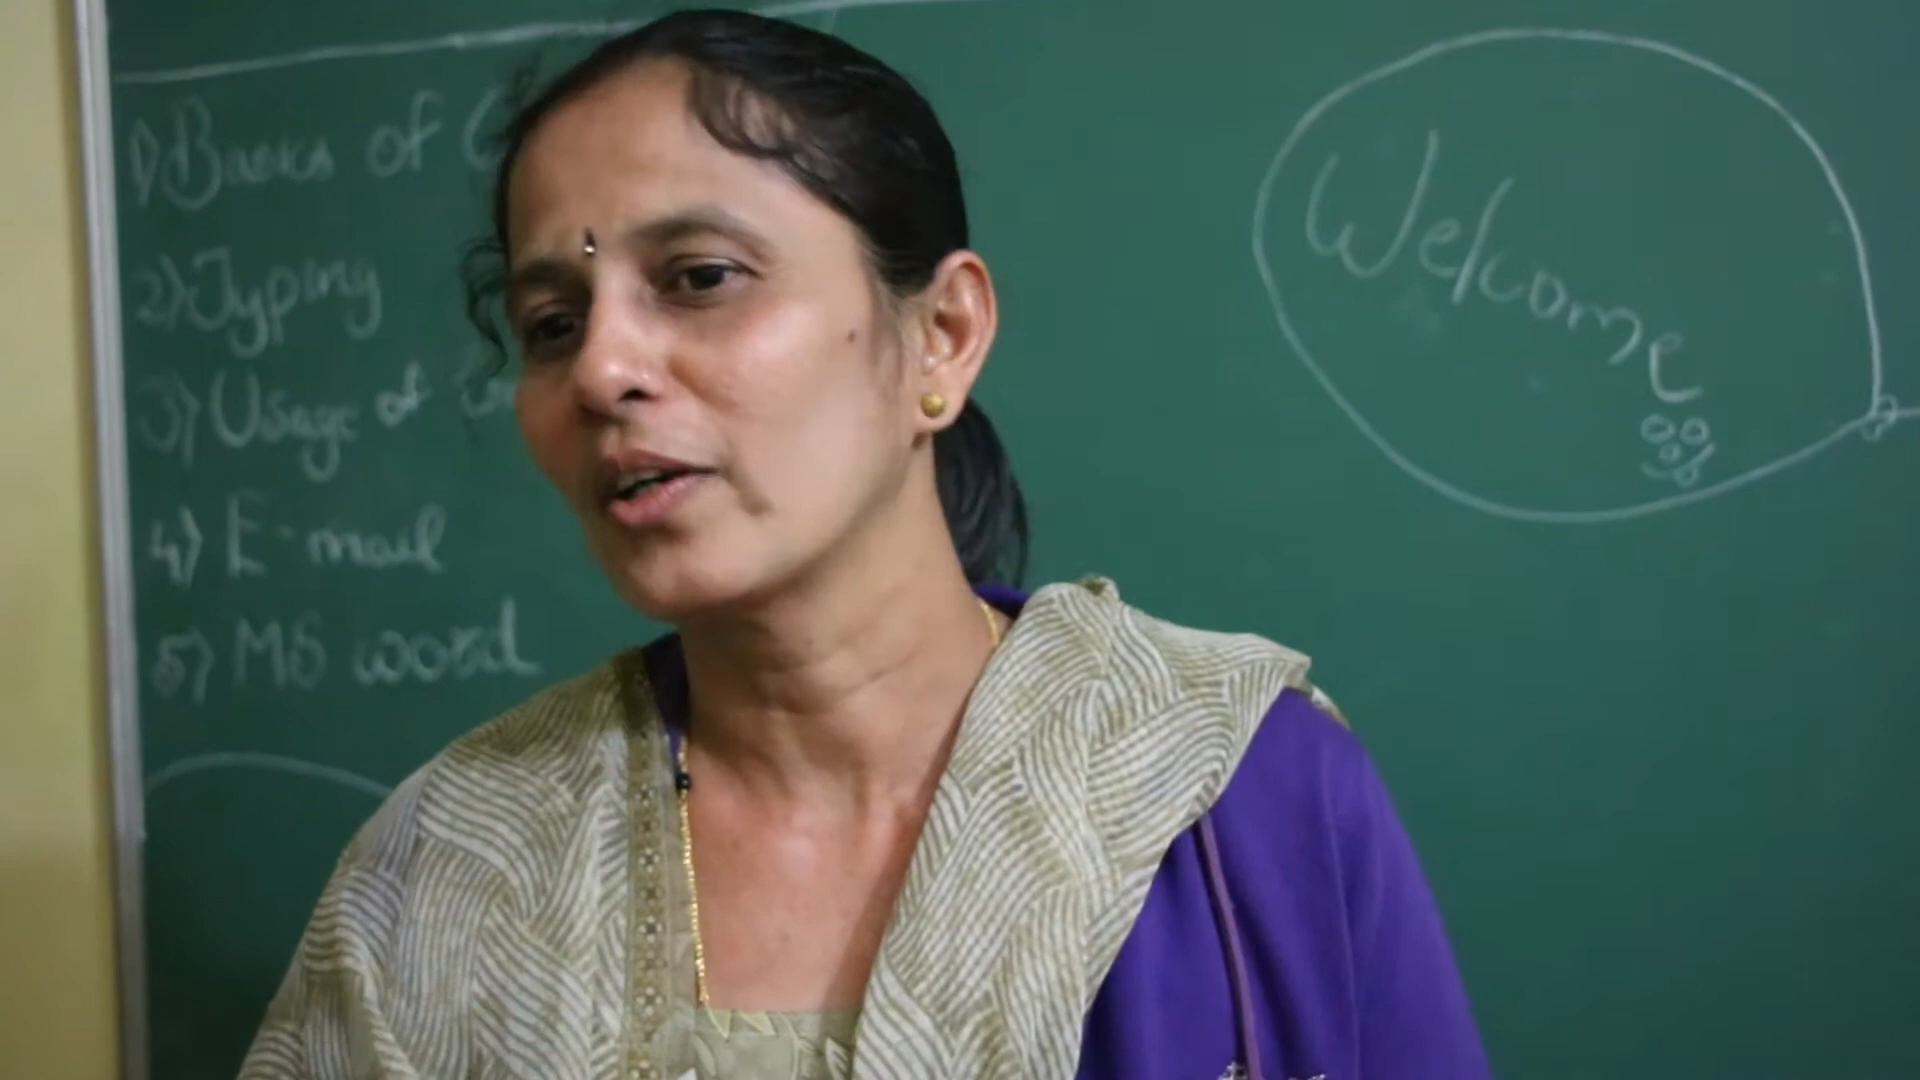 1) Basics of
2) Typing
3) Usage of
4) E-mail
5) MS word
Welcome